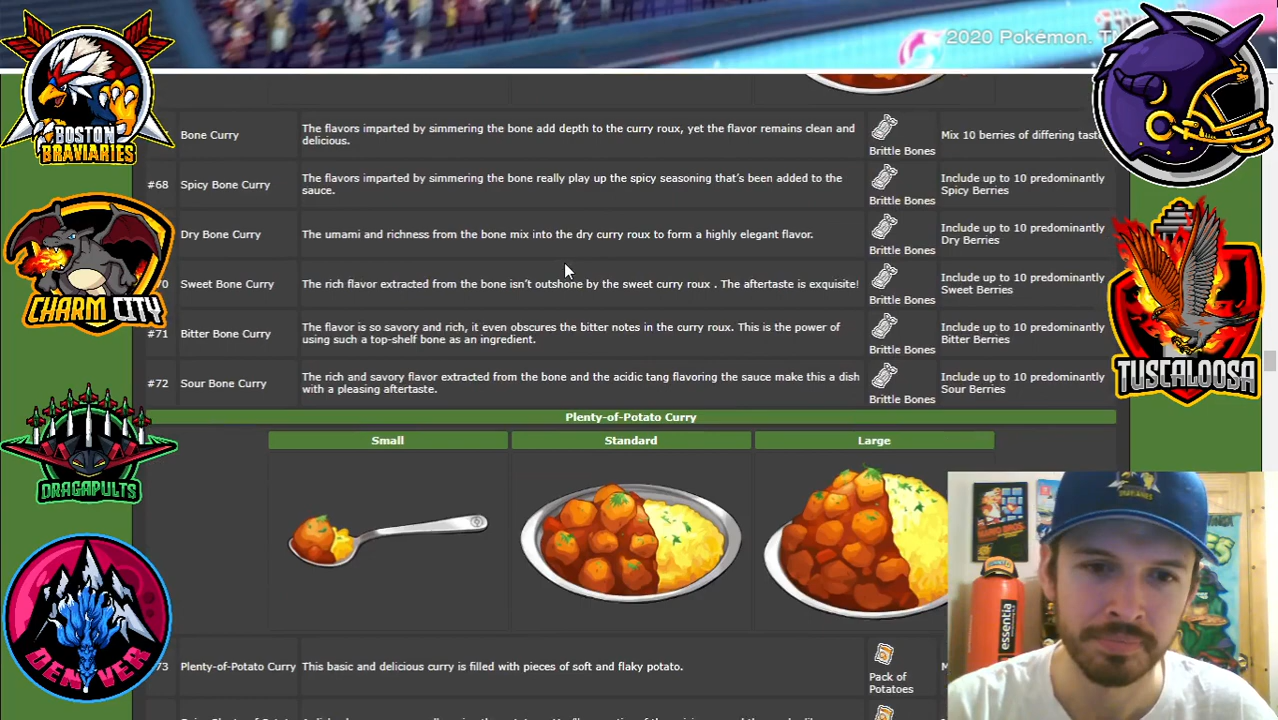 2020 Pokémon. T
BOSTON
BRAVIARIES
CHARM CITY
DRAGAPULTS
DENVER
TUSCALOOSA
BRAVIARIES
essentia
Bone Curry
The flavors imparted by simmering the bone add depth to the curry roux, yet the flavor remains clean and
delicious.
Brittle Bones
Mix 10 berries of differing taste
#68
Spicy Bone Curry
The flavors imparted by simmering the bone really play up the spicy seasoning that's been added to the
sauce.
Brittle Bones
Include up to 10 predominantly
Spicy Berries
Dry Bone Curry
The umami and richness from the bone mix into the dry curry roux to form a highly elegant flavor.
Brittle Bones
Include up to 10 predominantly
Dry Berries
0
Sweet Bone Curry
The rich flavor extracted from the bone isn't outshone by the sweet curry roux . The aftertaste is exquisite!
Brittle Bones
Include up to 10 predominantly
Sweet Berries
#71
Bitter Bone Curry
The flavor is so savory and rich, it even obscures the bitter notes in the curry roux. This is the power of
using such a top-shelf bone as an ingredient.
Brittle Bones
Include up to 10 predominantly
Bitter Berries
#72
Sour Bone Curry
The rich and savory flavor extracted from the bone and the acidic tang flavoring the sauce make this a dish
with a pleasing aftertaste.
Brittle Bones
Include up to 10 predominantly
Sour Berries
Plenty-of-Potato Curry
Small
Standard
Large
73
Plenty-of-Potato Curry
This basic and delicious curry is filled with pieces of soft and flaky potato.
Pack of
Potatoes